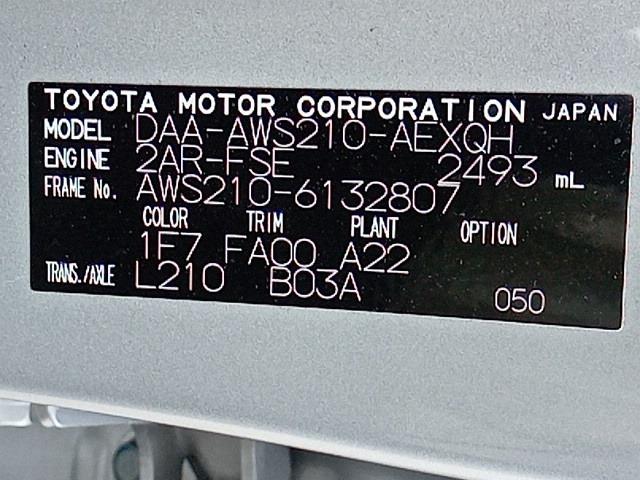 TOYOTA MOTOR CORPORATION JAPAN
MODEL DAA-AWS210-AEXQH
ENGINE 2AR-FSE 2493 mL
FRAME No. AWS210-6132807
COLOR TRIM PLANT OPTION
1F7 FA00 A22
TRANS./AXLE L210 B03A 050